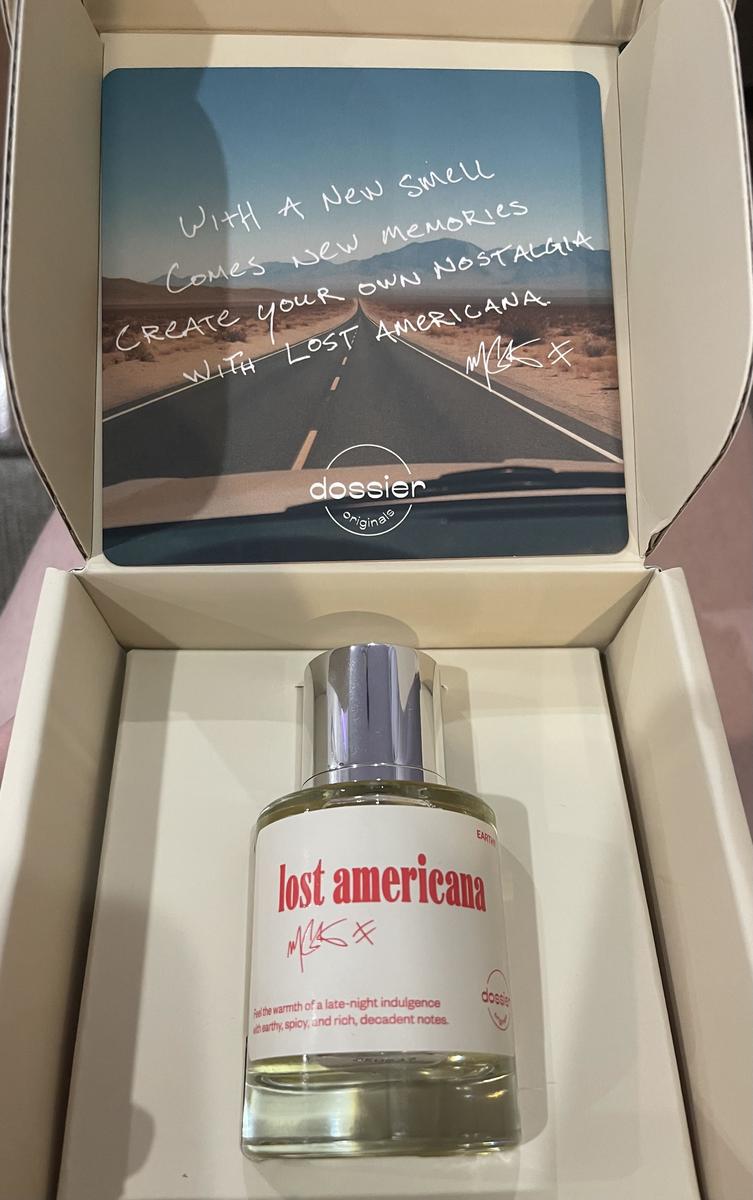 WITH A NEW SMELL
COMES NEW MEMORIES
CREATE YOUR OWN NOSTALGIA
WITH LOST AMERICANA.
dossier
originals
EARTHY
lost americana
Feel the warmth of a late-night indulgence
with earthy, spicy, and rich, decadent notes.
dossier
originals